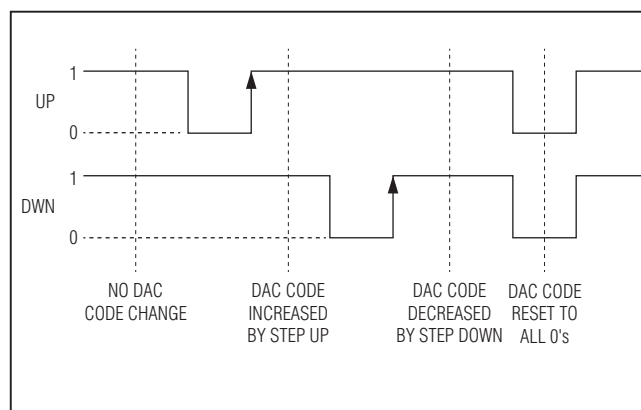 1
UP
0
1
DWN
0
NO DAC
CODE CHANGE
DAC CODE
INCREASED
BY STEP UP
DAC CODE
DECREASED
BY STEP DOWN
DAC CODE
RESET TO
ALL 0's